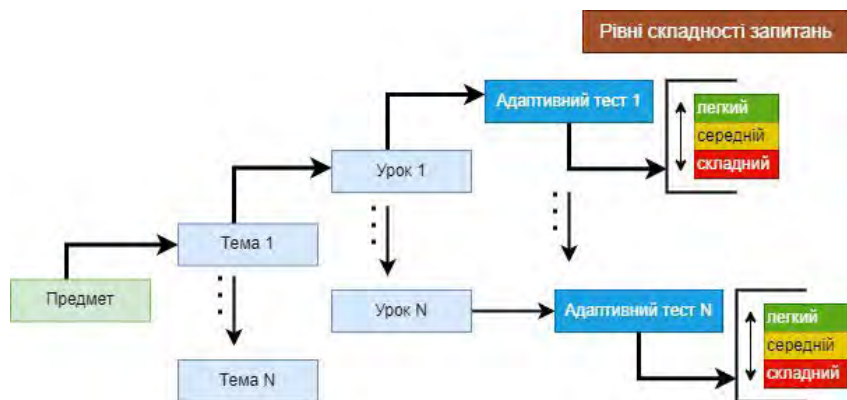 Рівні складності запитань
Адаптивний тест 1
легкий
середній
складний
Урок 1
Тема 1
Предмет
Урок N
Адаптивний тест N
легкий
середній
складний
Тема N